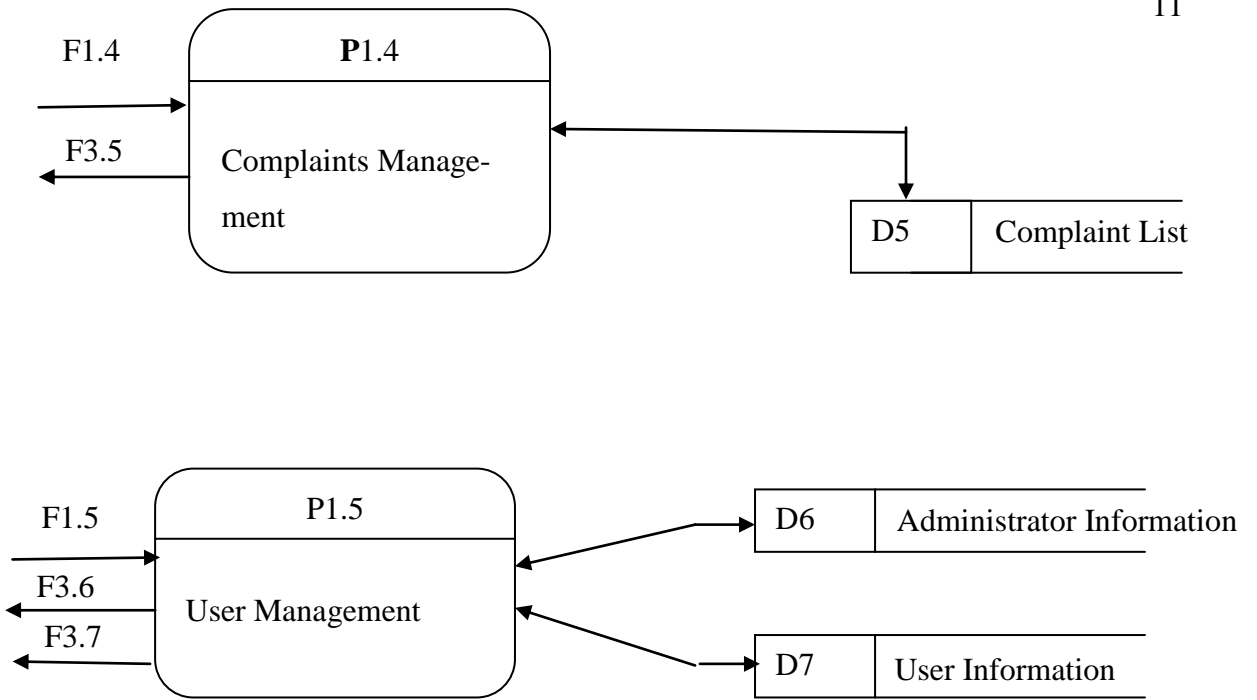 11
F1.4
P1.4
F3.5
Complaints Manage-
ment
D5
Complaint List
F1.5
P1.5
F3.6
User Management
F3.7
D6
Administrator Information
D7
User Information